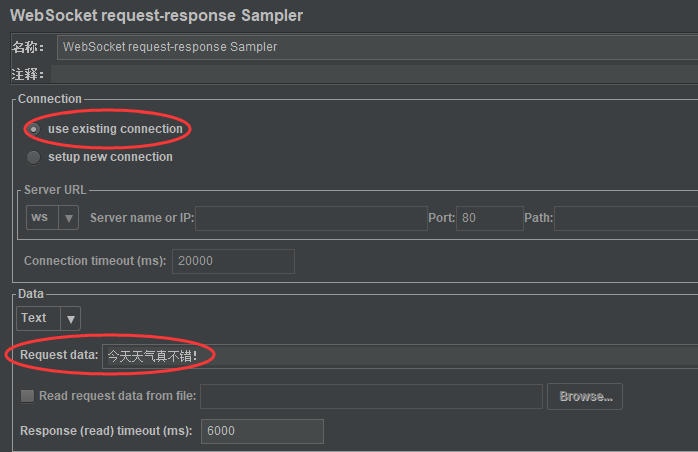 WebSocket request-response Sampler
名称： WebSocket request-response Sampler
注释：
Connection
use existing connection
setup new connection
Server URL
ws Server name or IP: Port: 80 Path:
Connection timeout (ms): 20000
Data
Text
Request data: 今天天气真不错！
Read request data from file: Browse...
Response (read) timeout (ms): 6000